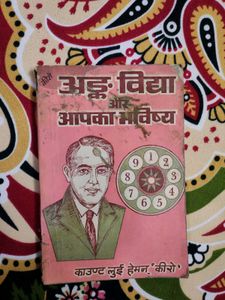 कीरो
अङ्क विद्या
और
आपका भविष्य
9 1 2 3 4 5 6 7 8
काउण्ट लुई हेमन, 'कीरो'